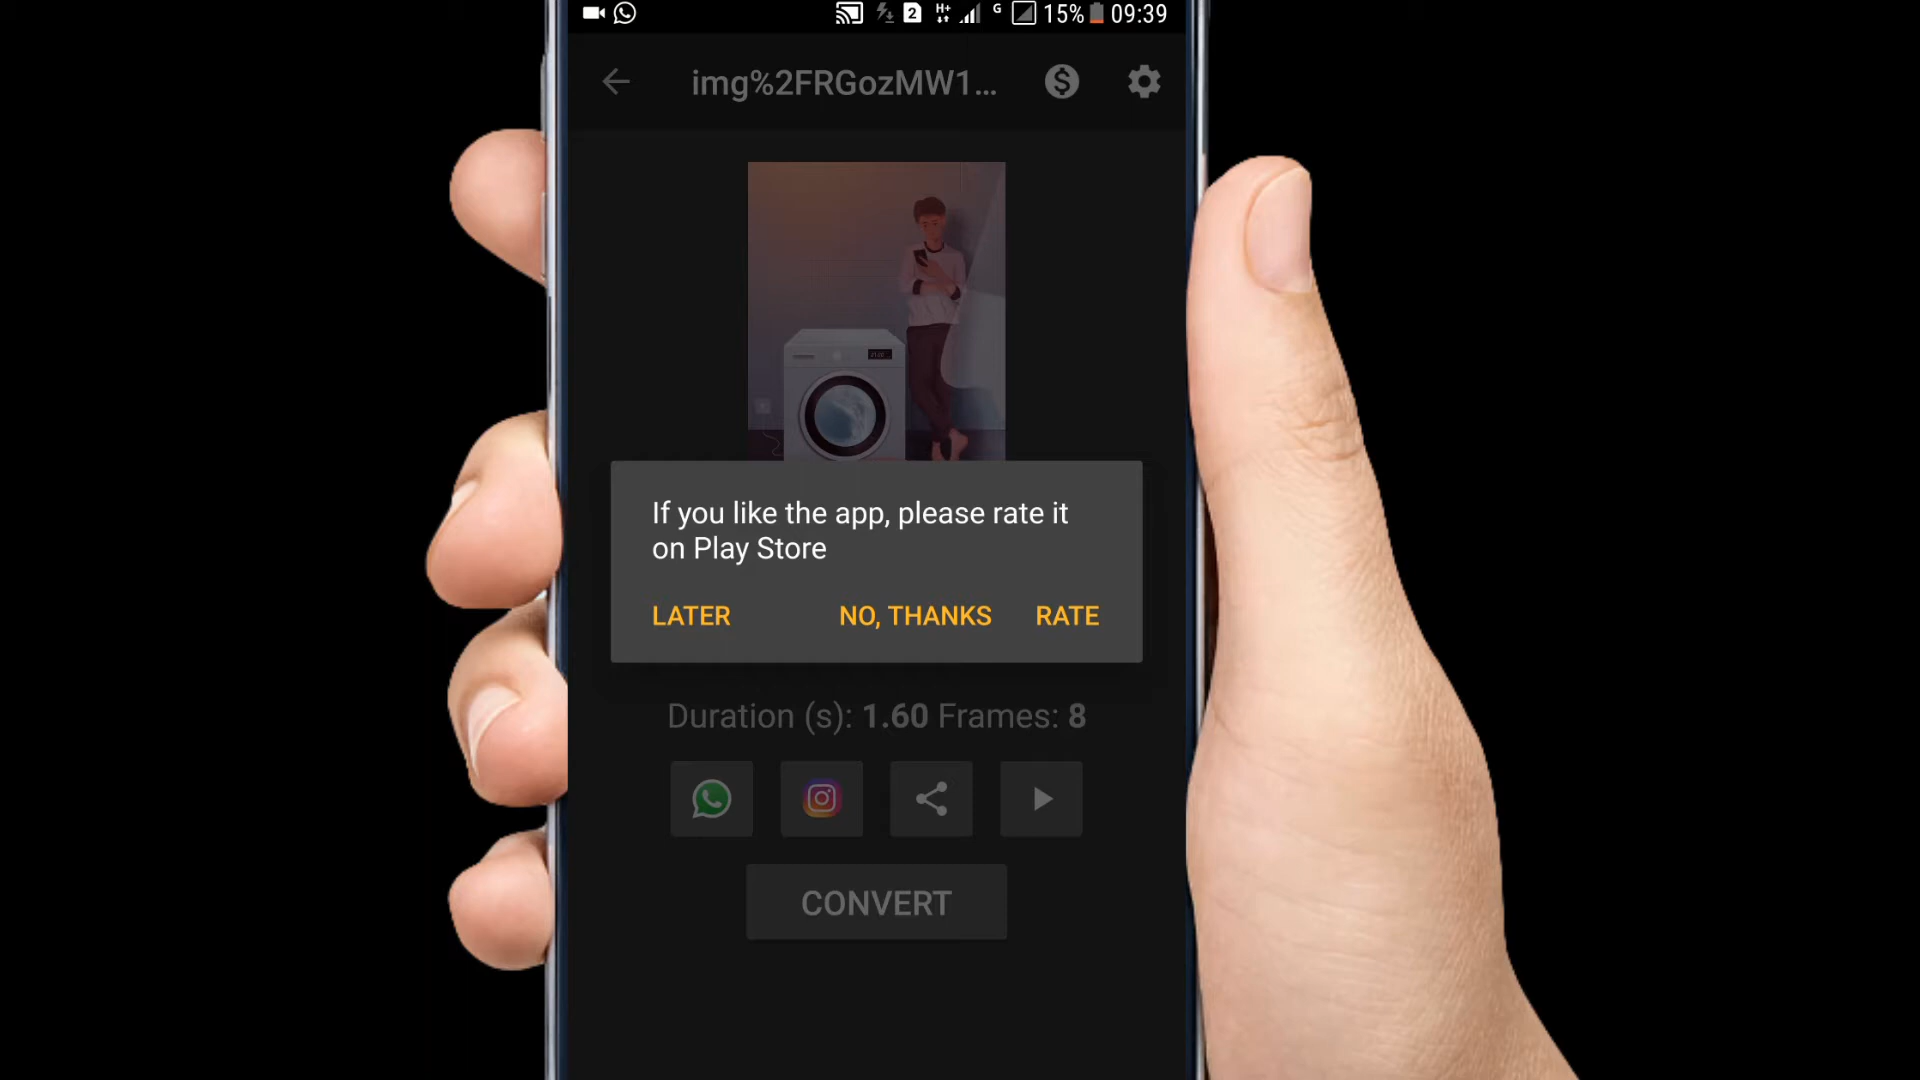 2 H+ G 15% 09:39
img%2FRGozMW1...
If you like the app, please rate it
on Play Store
LATER NO, THANKS RATE
Duration (s): 1.60 Frames: 8
CONVERT